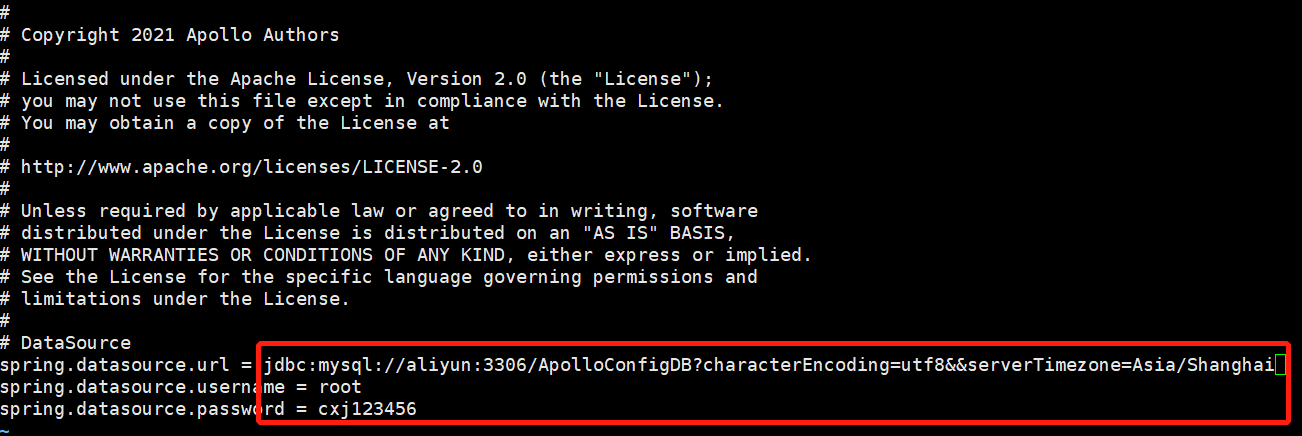 #
# Copyright 2021 Apollo Authors
#
# Licensed under the Apache License, Version 2.0 (the "License");
# you may not use this file except in compliance with the License.
# You may obtain a copy of the License at
#
# http://www.apache.org/licenses/LICENSE-2.0
#
# Unless required by applicable law or agreed to in writing, software
# distributed under the License is distributed on an "AS IS" BASIS,
# WITHOUT WARRANTIES OR CONDITIONS OF ANY KIND, either express or implied.
# See the License for the specific language governing permissions and
# limitations under the License.
#
# DataSource
spring.datasource.url = jdbc:mysql://aliyun:3306/ApolloConfigDB?characterEncoding=utf8&&serverTimezone=Asia/Shanghai
spring.datasource.username = root
spring.datasource.password = cxj123456
~